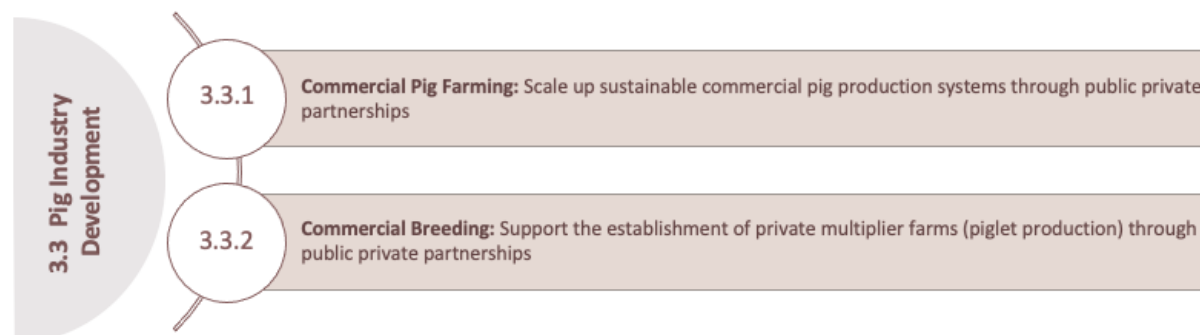 3.3 Pig Industry
Development
3.3.1
Commercial Pig Farming: Scale up sustainable commercial pig production systems through public private
partnerships
3.3.2
Commercial Breeding: Support the establishment of private multiplier farms (piglet production) through
public private partnerships